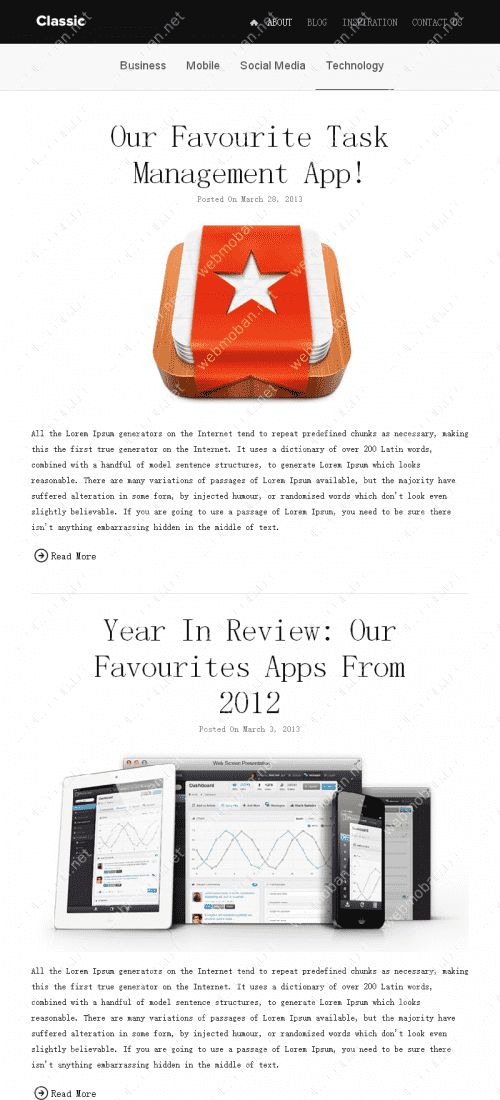 Classic
ABOUT BLOG INSPIRATION CONTACT US
Business Mobile Social Media Technology
Our Favourite Task
Management App!
Posted On March 28, 2013
webmoban.net
webmoban.net
All the Lorem Ipsum generators on the Internet tend to repeat predefined chunks as necessary, making
this the first true generator on the Internet. It uses a dictionary of over 200 Latin words,
combined with a handful of model sentence structures, to generate Lorem Ipsum which looks
reasonable. There are many variations of passages of Lorem Ipsum available, but the majority have
suffered alteration in some form, by injected humour, or randomised words which don't look even
slightly believable. If you are going to use a passage of Lorem Ipsum, you need to be sure there
isn't anything embarrassing hidden in the middle of text.
Read More
Year In Review: Our
Favourites Apps From
2012
Posted On March 3, 2013
Web Screen Presentation
Dashboard
All the Lorem Ipsum generators on the Internet tend to repeat predefined chunks as necessary, making
this the first true generator on the Internet. It uses a dictionary of over 200 Latin words,
combined with a handful of model sentence structures, to generate Lorem Ipsum which looks
reasonable. There are many variations of passages of Lorem Ipsum available, but the majority have
suffered alteration in some form, by injected humour, or randomised words which don't look even
slightly believable. If you are going to use a passage of Lorem Ipsum, you need to be sure there
isn't anything embarrassing hidden in the middle of text.
Read More